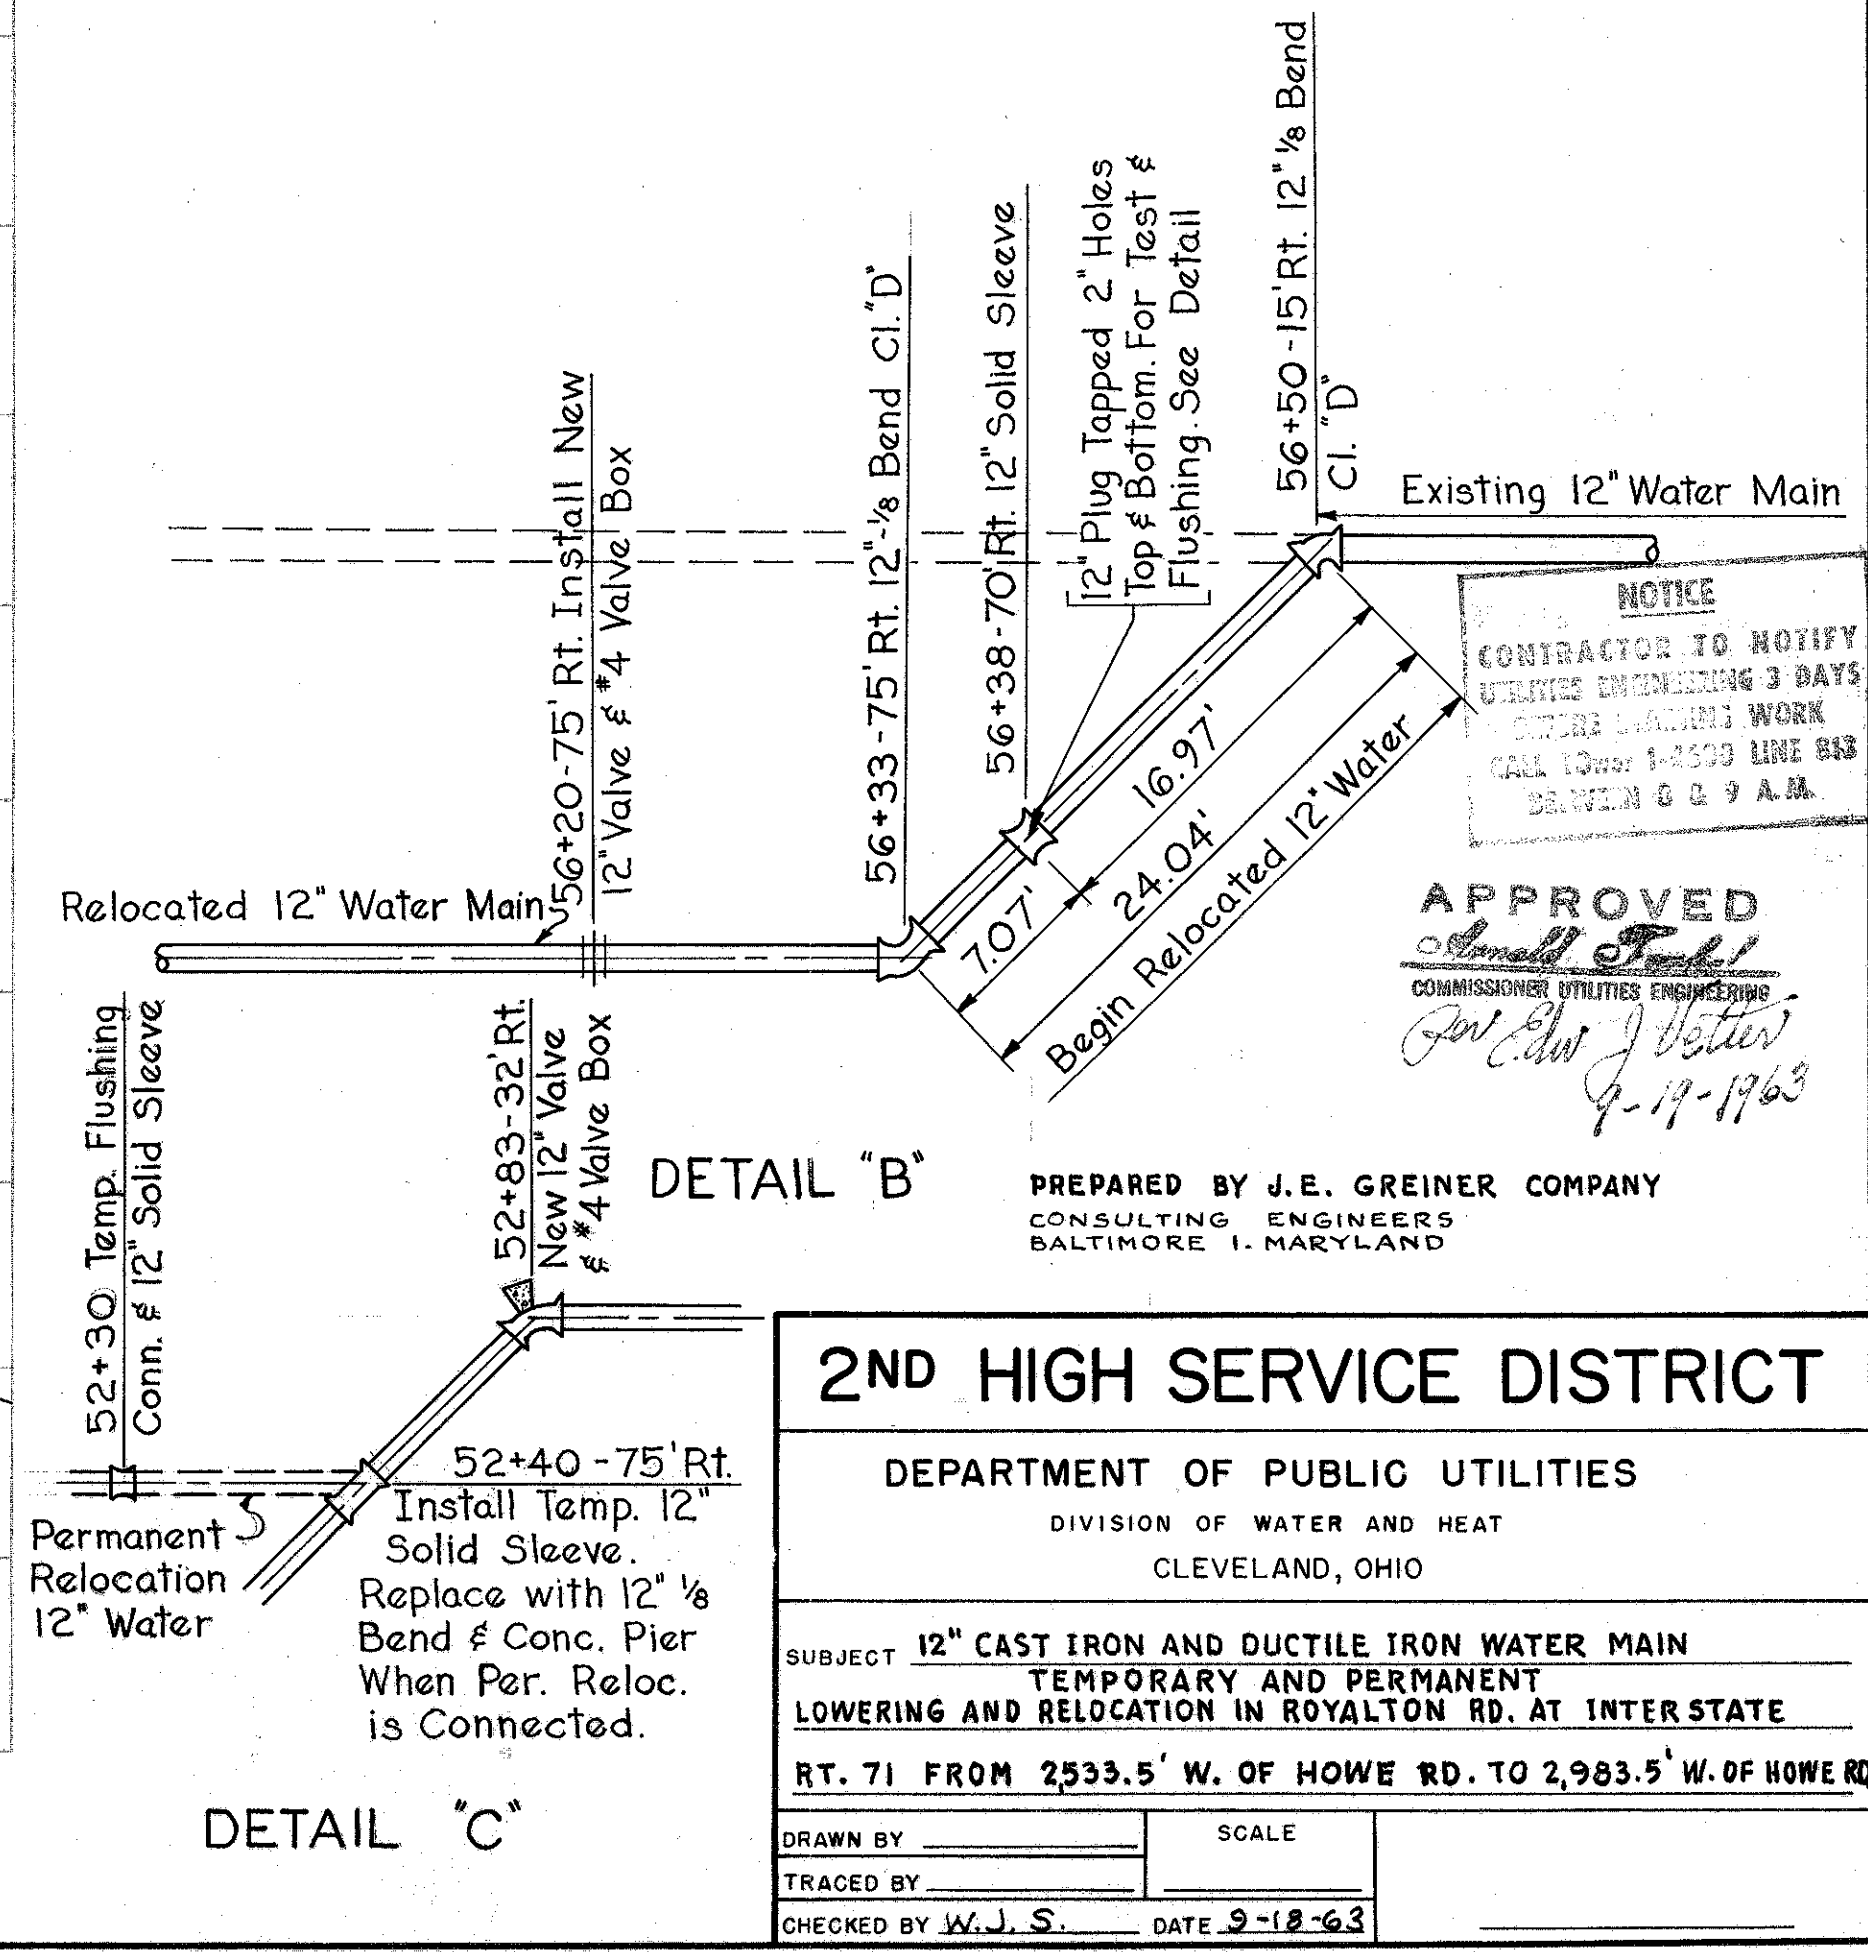 56+20-75' Rt. Install New
12" Valve & #4 Valve Box
56+33-75' Rt. 12"-⅛ Bend Cl. "D"
56+38-70' Rt. 12" Solid Sleeve
12" Plug Tapped 2" Holes
Top & Bottom. For Test &
Flushing. See Detail
56+50-15' Rt. 12" ⅛ Bend
Cl. "D"
Existing 12" Water Main
Relocated 12" Water Main
7.07'
16.97'
24.04'
Begin Relocated 12" Water
DETAIL "B"
NOTICE
CONTRACTOR TO NOTIFY
UTILITIES ENGINEERING 3 DAYS
BEFORE WORK
CALL LINE 813
BETWEEN 8 & 9 A.M.
APPROVED
COMMISSIONER UTILITIES ENGINEERING
Per Edw J Vetter
9-19-1963
PREPARED BY J.E. GREINER COMPANY
CONSULTING ENGINEERS
BALTIMORE 1. MARYLAND
52+30 Temp. Flushing
Conn. & 12" Solid Sleeve
52+83-32' Rt.
New 12" Valve
& #4 Valve Box
52+40-75' Rt.
Install Temp. 12"
Solid Sleeve.
Replace with 12" ⅛
Bend & Conc. Pier
When Per. Reloc.
is Connected.
Permanent
Relocation
12" Water
DETAIL "C"
2ND HIGH SERVICE DISTRICT
DEPARTMENT OF PUBLIC UTILITIES
DIVISION OF WATER AND HEAT
CLEVELAND, OHIO
SUBJECT 12" CAST IRON AND DUCTILE IRON WATER MAIN
TEMPORARY AND PERMANENT
LOWERING AND RELOCATION IN ROYALTON RD. AT INTERSTATE
RT. 71 FROM 2,533.5' W. OF HOWE RD. TO 2,983.5' W. OF HOWE RD
DRAWN BY
SCALE
TRACED BY
CHECKED BY W.J.S. DATE 9-18-63